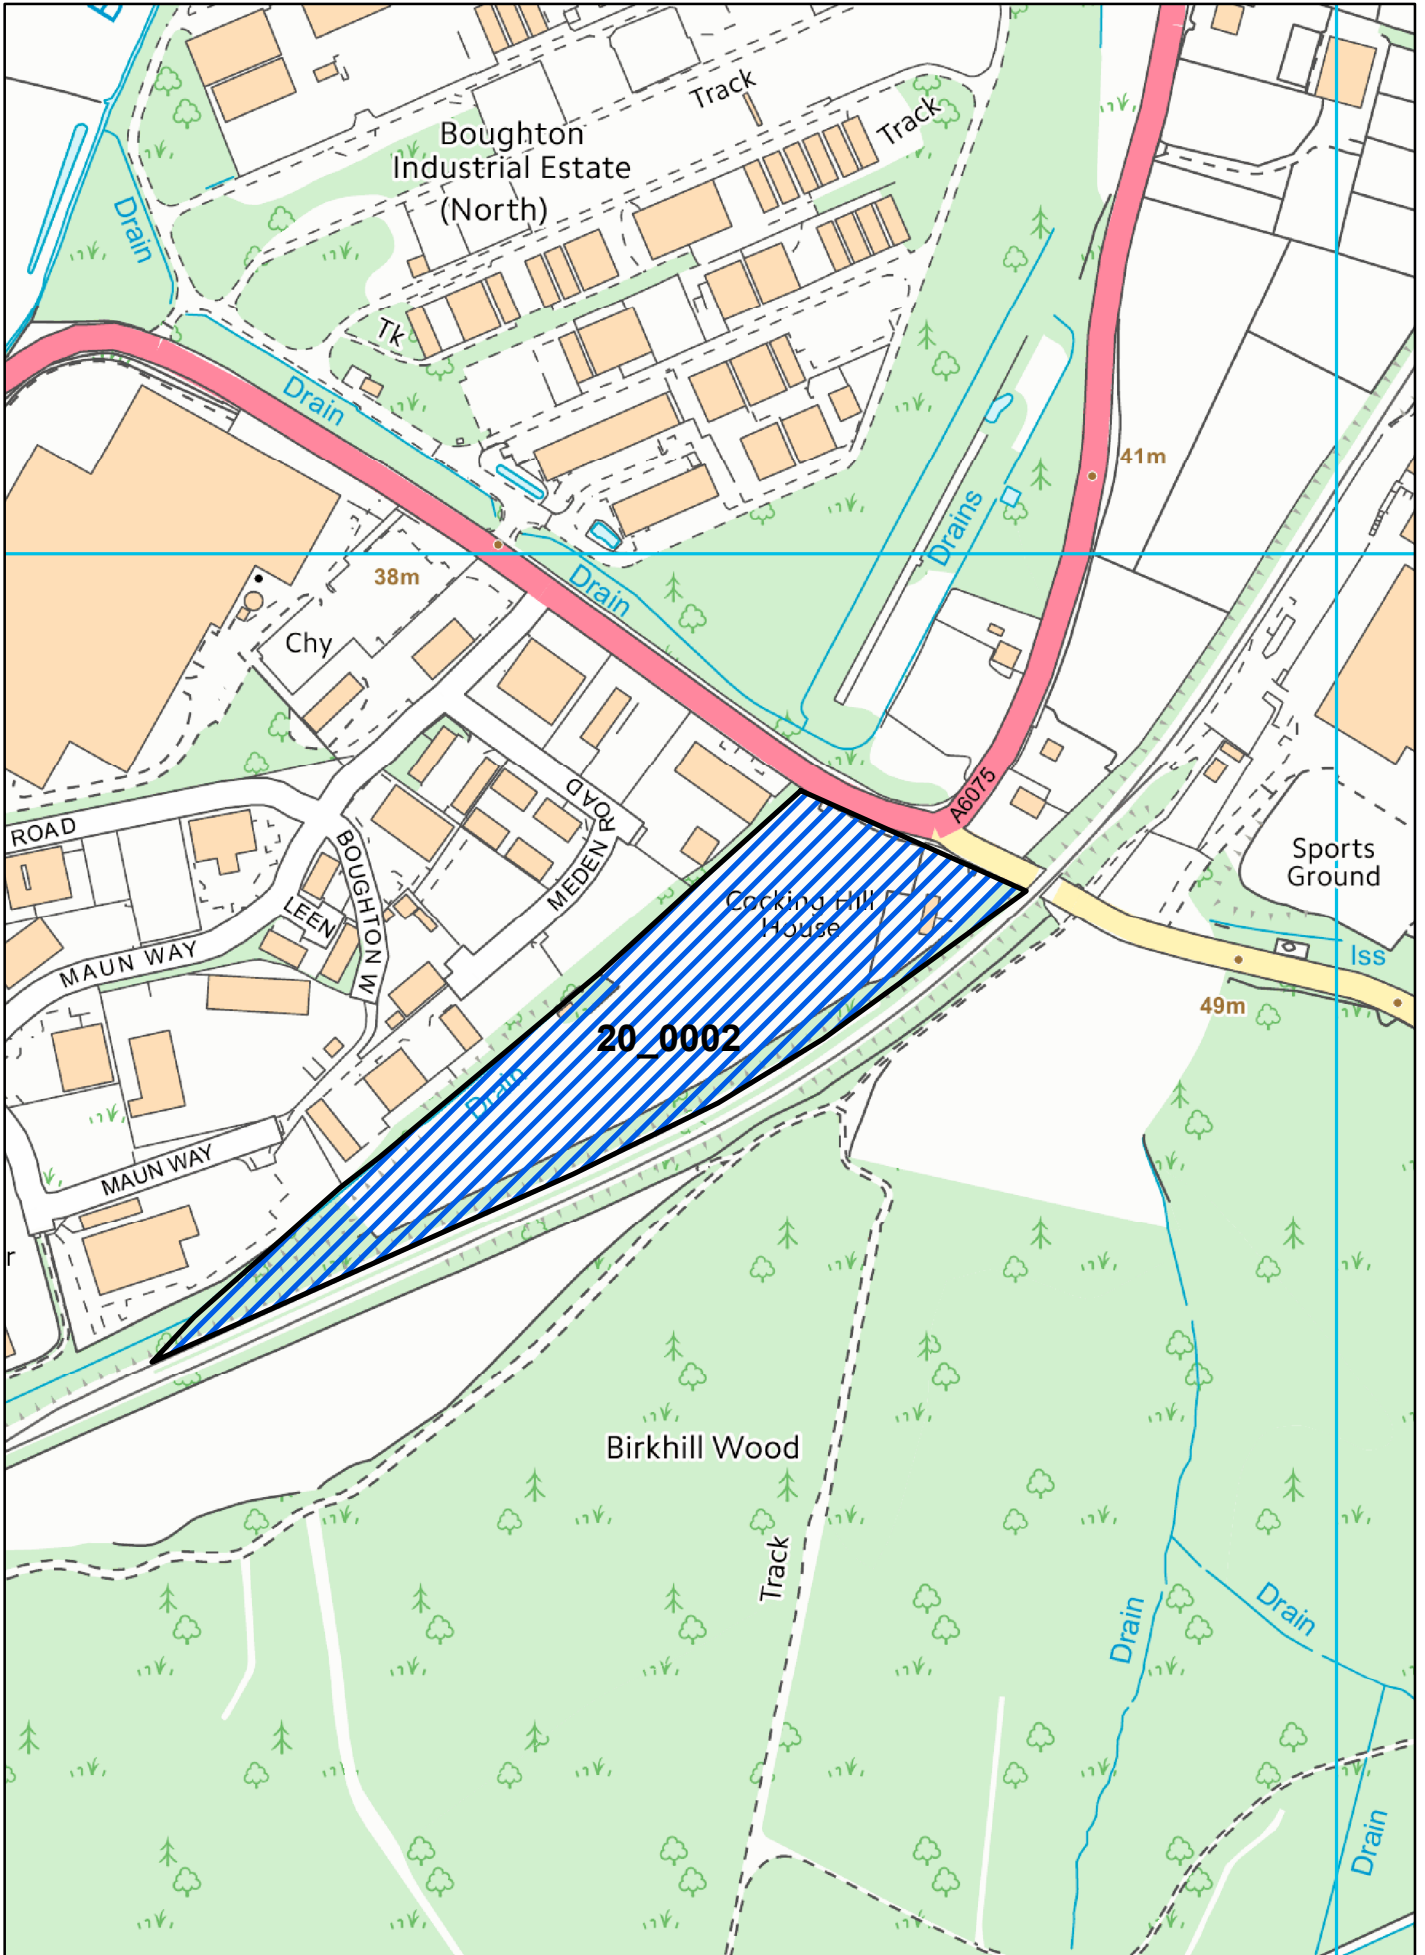 Track
Track
Boughton
Industrial Estate
(North)
Drain
Tk
Drain
41m
Drains
38m
Drain
Chy
A6075
ROAD
MEDEN ROAD
BOUGHTON W
LEEN
MAUN WAY
Sports
Ground
Cocking Hill
House
Iss
49m
20_0002
Drain
MAUN WAY
r
Birkhill Wood
Track
Drain
Drain
Drain